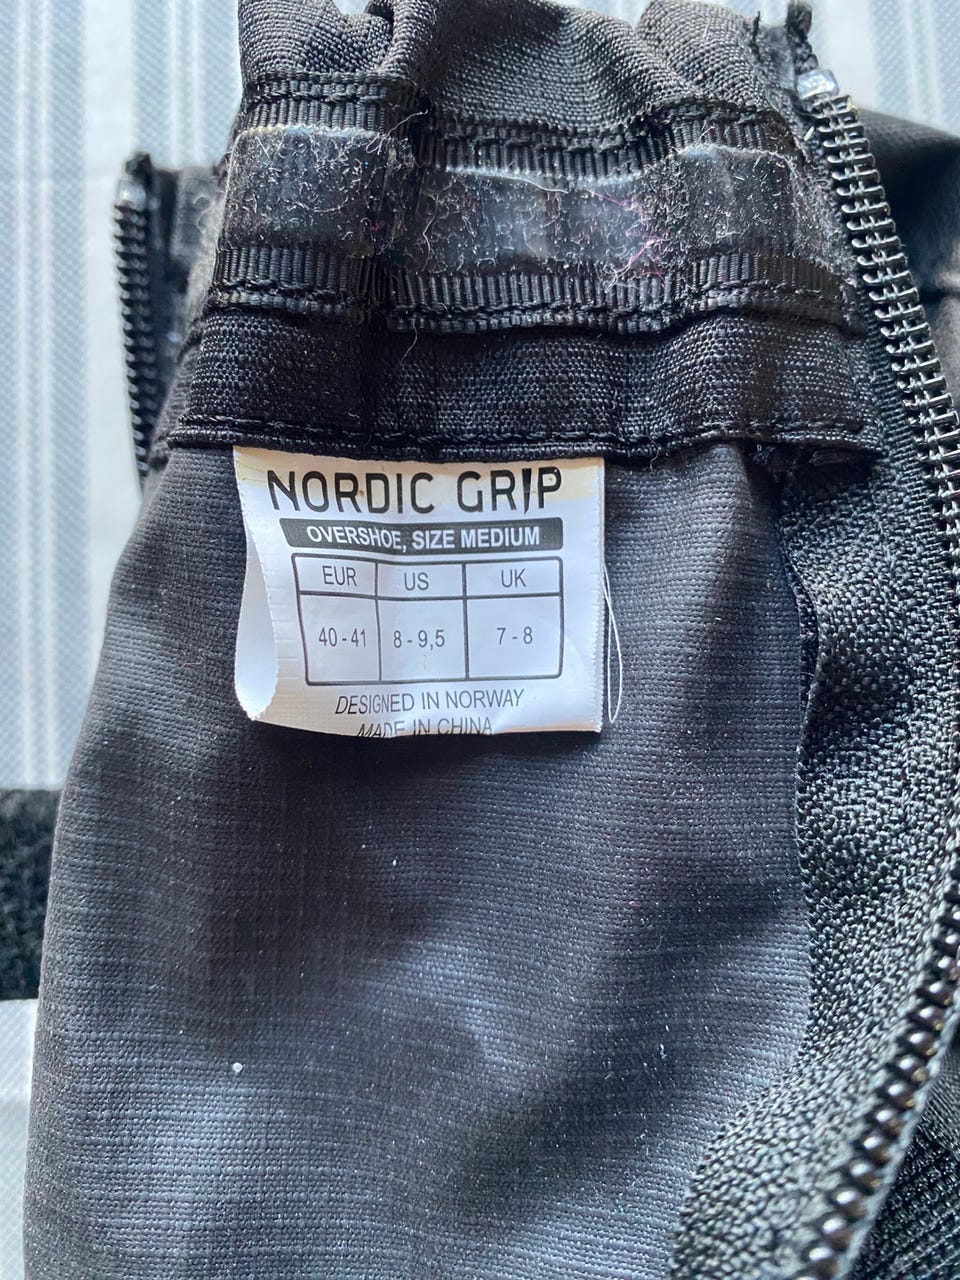 NORDIC GRIP
OVERSHOE, SIZE MEDIUM
EUR US UK
40 - 41 8 - 9,5 7 - 8
DESIGNED IN NORWAY
MADE IN CHINA